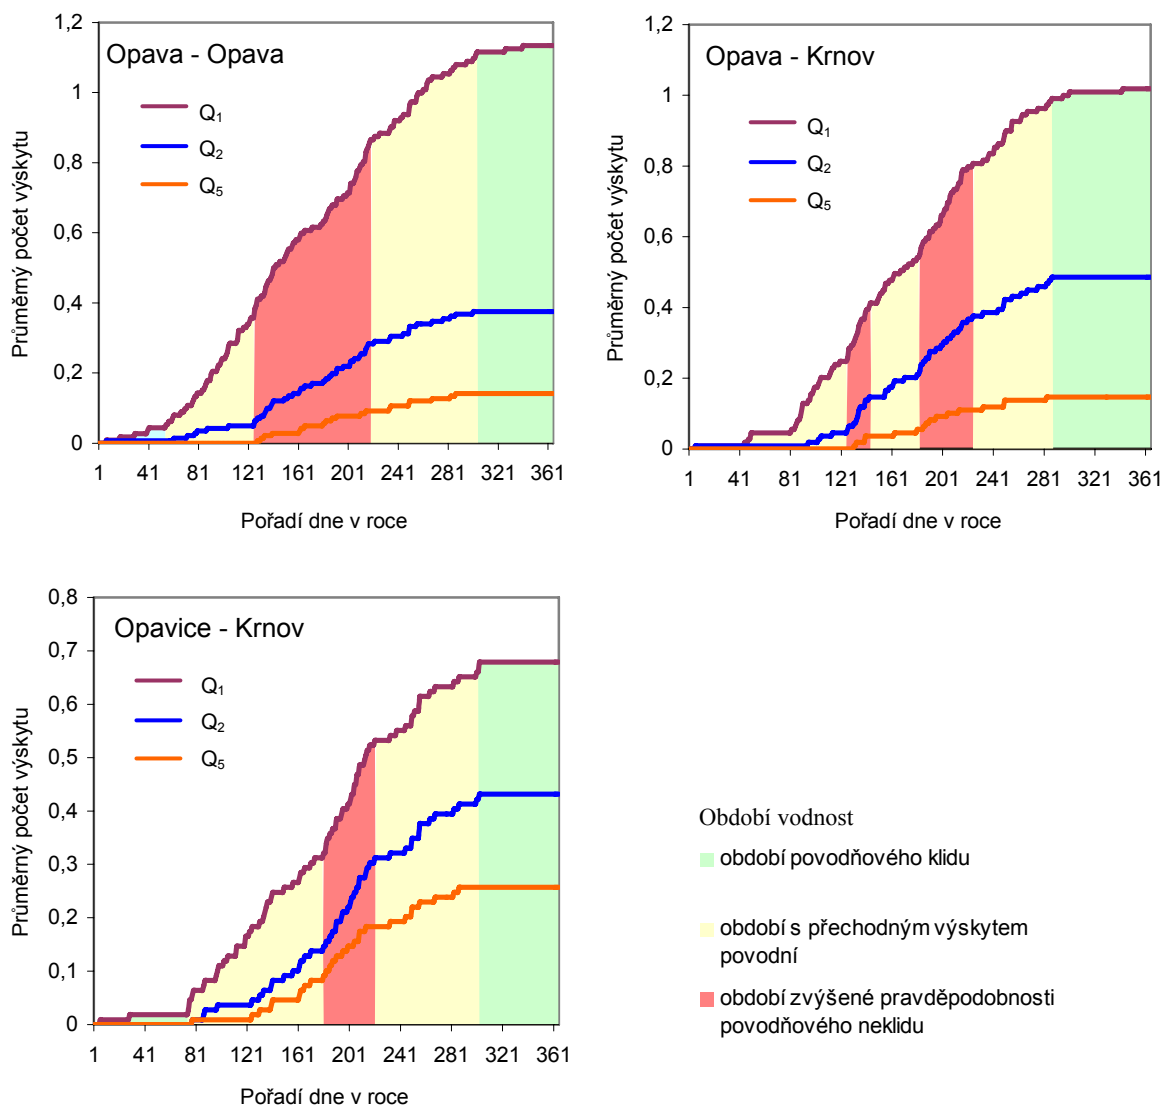 Opava - Opava
Průměrný počet výskytu
1,2
1
0,8
0,6
0,4
0,2
0
Q1
Q2
Q5
1 41 81 121 161 201 241 281 321 361
Pořadí dne v roce
Opava - Krnov
Průměrný počet výskytu
1,2
1
0,8
0,6
0,4
0,2
0
Q1
Q2
Q5
1 41 81 121 161 201 241 281 321 361
Pořadí dne v roce
Opavice - Krnov
Průměrný počet výskytu
0,8
0,7
0,6
0,5
0,4
0,3
0,2
0,1
0
Q1
Q2
Q5
1 41 81 121 161 201 241 281 321 361
Pořadí dne v roce
Období vodnost
období povodňového klidu
období s přechodným výskytem
povodní
období zvýšené pravděpodobnosti
povodňového neklidu